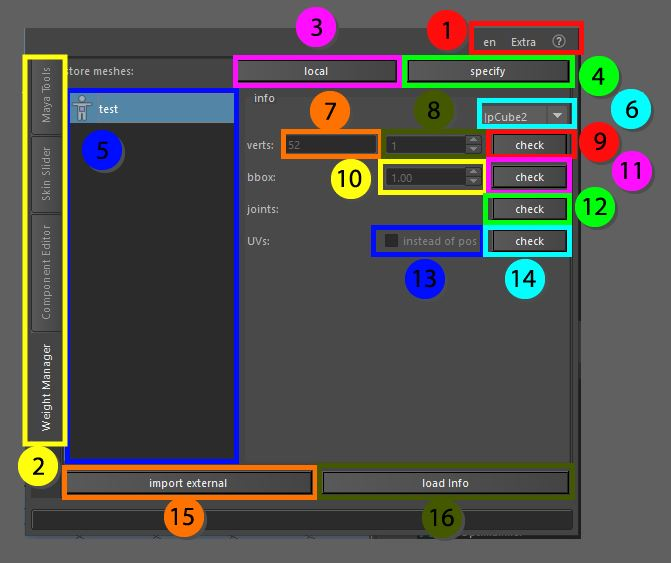 1
en Extra ?
3
local
specify
4
store meshes:
info
test
7
8
6
|pCube2
verts: 52 1 check
9
5
bbox: 1.00 check
10
11
joints: check
12
UVs: instead of pos check
13
14
Maya Tools
Skin Slider
Component Editor
Weight Manager
2
import external
load Info
15
16